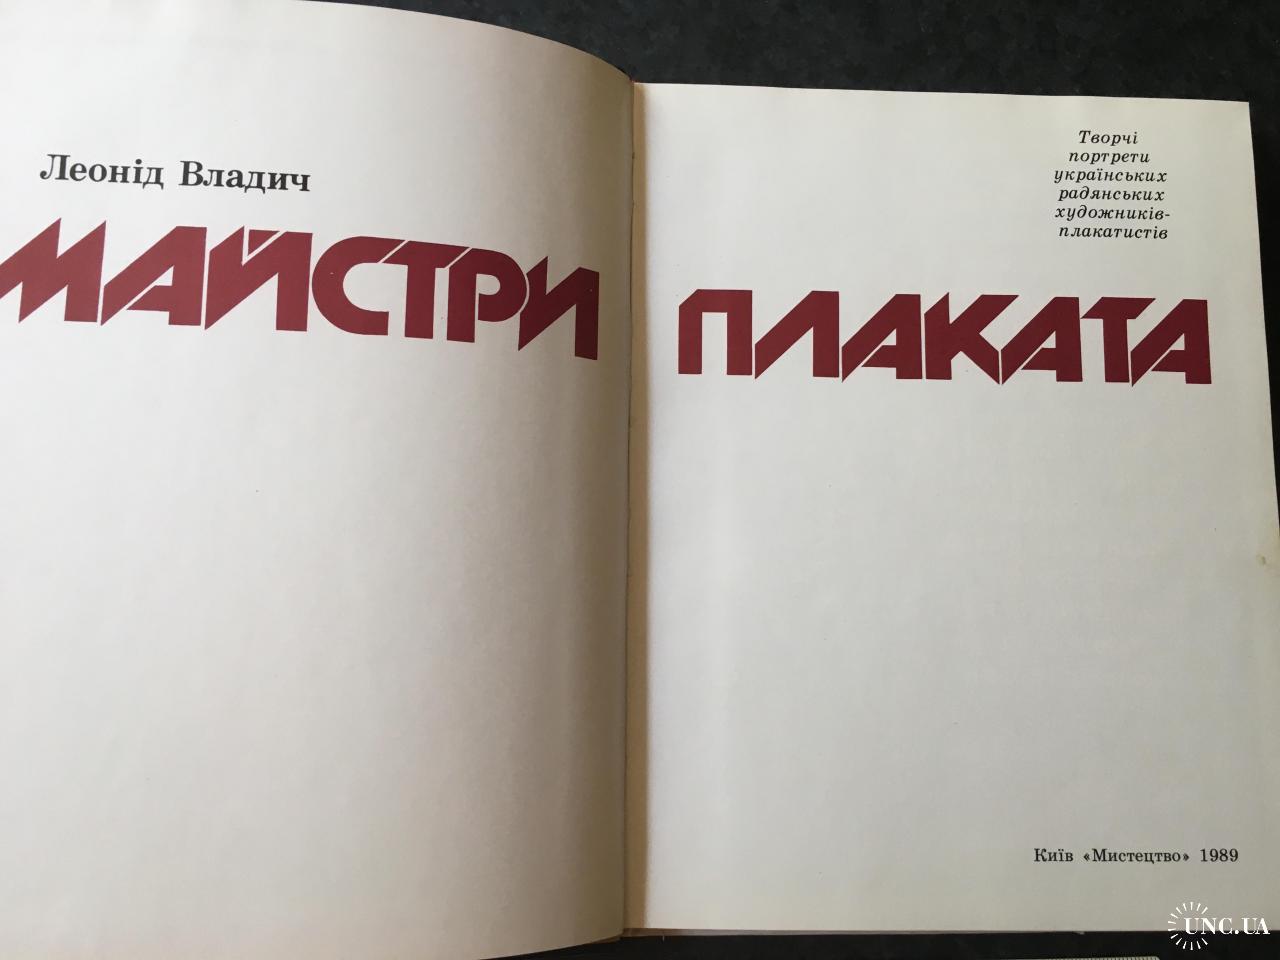 Леонід Владич
МАЙСТРИ
Творчі
портрети
українських
радянських
художників-
плакатистів
ПЛАКАТА
Київ «Мистецтво» 1989
UNC.UA